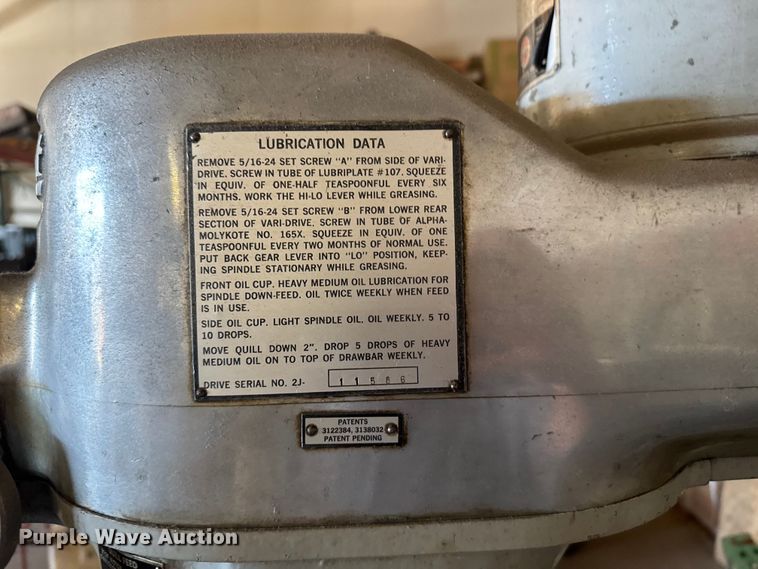 LUBRICATION DATA
REMOVE 5/16-24 SET SCREW "A" FROM SIDE OF VARI-
DRIVE. SCREW IN TUBE OF LUBRIPLATE #107. SQUEEZE
IN EQUIV. OF ONE-HALF TEASPOONFUL EVERY SIX
MONTHS. WORK THE HI-LO LEVER WHILE GREASING.
REMOVE 5/16-24 SET SCREW "B" FROM LOWER REAR
SECTION OF VARI-DRIVE. SCREW IN TUBE OF ALPHA-
MOLYKOTE NO. 165X. SQUEEZE IN EQUIV. OF ONE
TEASPOONFUL EVERY TWO MONTHS OF NORMAL USE.
PUT BACK GEAR LEVER INTO "LO" POSITION, KEEP-
ING SPINDLE STATIONARY WHILE GREASING.
FRONT OIL CUP. HEAVY MEDIUM OIL LUBRICATION FOR
SPINDLE DOWN-FEED. OIL TWICE WEEKLY WHEN FEED
IS IN USE.
SIDE OIL CUP. LIGHT SPINDLE OIL. OIL WEEKLY. 5 TO
10 DROPS.
MOVE QUILL DOWN 2". DROP 5 DROPS OF HEAVY
MEDIUM OIL ON TO TOP OF DRAWBAR WEEKLY.
DRIVE SERIAL NO. 2J- 11586
PATENTS
3122384, 3138032
PATENT PENDING
FEED
Purple Wave Auction